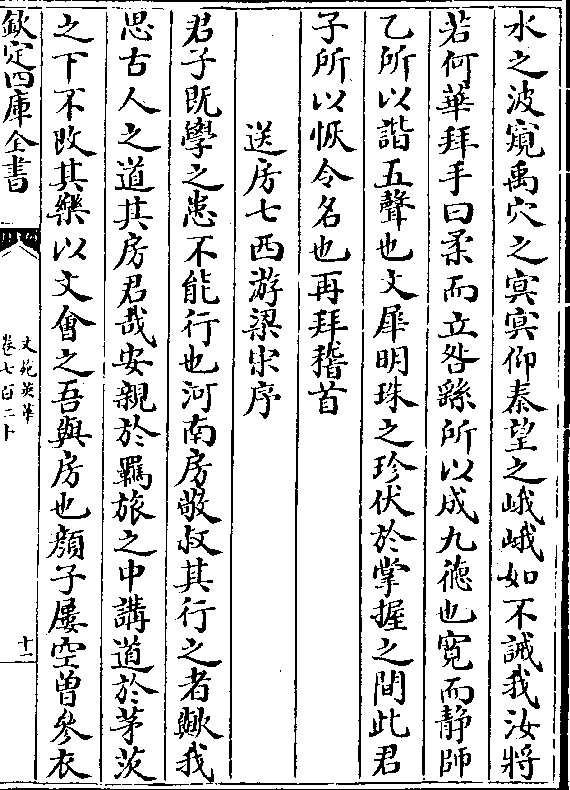 水之波窺禹穴之㝠㝠仰秦望之峨峨如不誡我汝將
若何華拜手曰柔而立咎繇所以成九德也寛而静師
乙所以諧五聲也文犀明珠之珍伏於掌握之間此君
子所以恢令名也再拜稽首
送房七西游梁宋序
君子既學之患不能行也河南房敬叔其行之者歟我
思古人之道其房君哉安親於羈旅之中講道於茅茨
之下不改其樂以文會之吾與房也顔子屢空曾參衣
欽定四庫全書
文苑英華
卷七百二十
十二